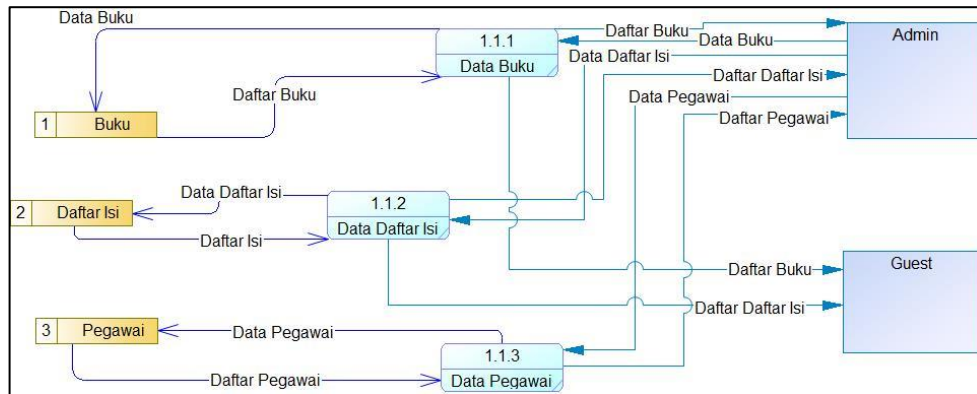 Data Buku
1.1.1
Data Buku
Daftar Buku
Data Buku
Data Daftar Isi
Daftar Daftar Isi
Data Pegawai
Daftar Pegawai
Admin
Daftar Buku
1 Buku
Data Daftar Isi
2 Daftar Isi
Daftar Isi
1.1.2
Data Daftar Isi
Daftar Buku
Guest
Daftar Daftar Isi
3 Pegawai
Data Pegawai
1.1.3
Data Pegawai
Daftar Pegawai